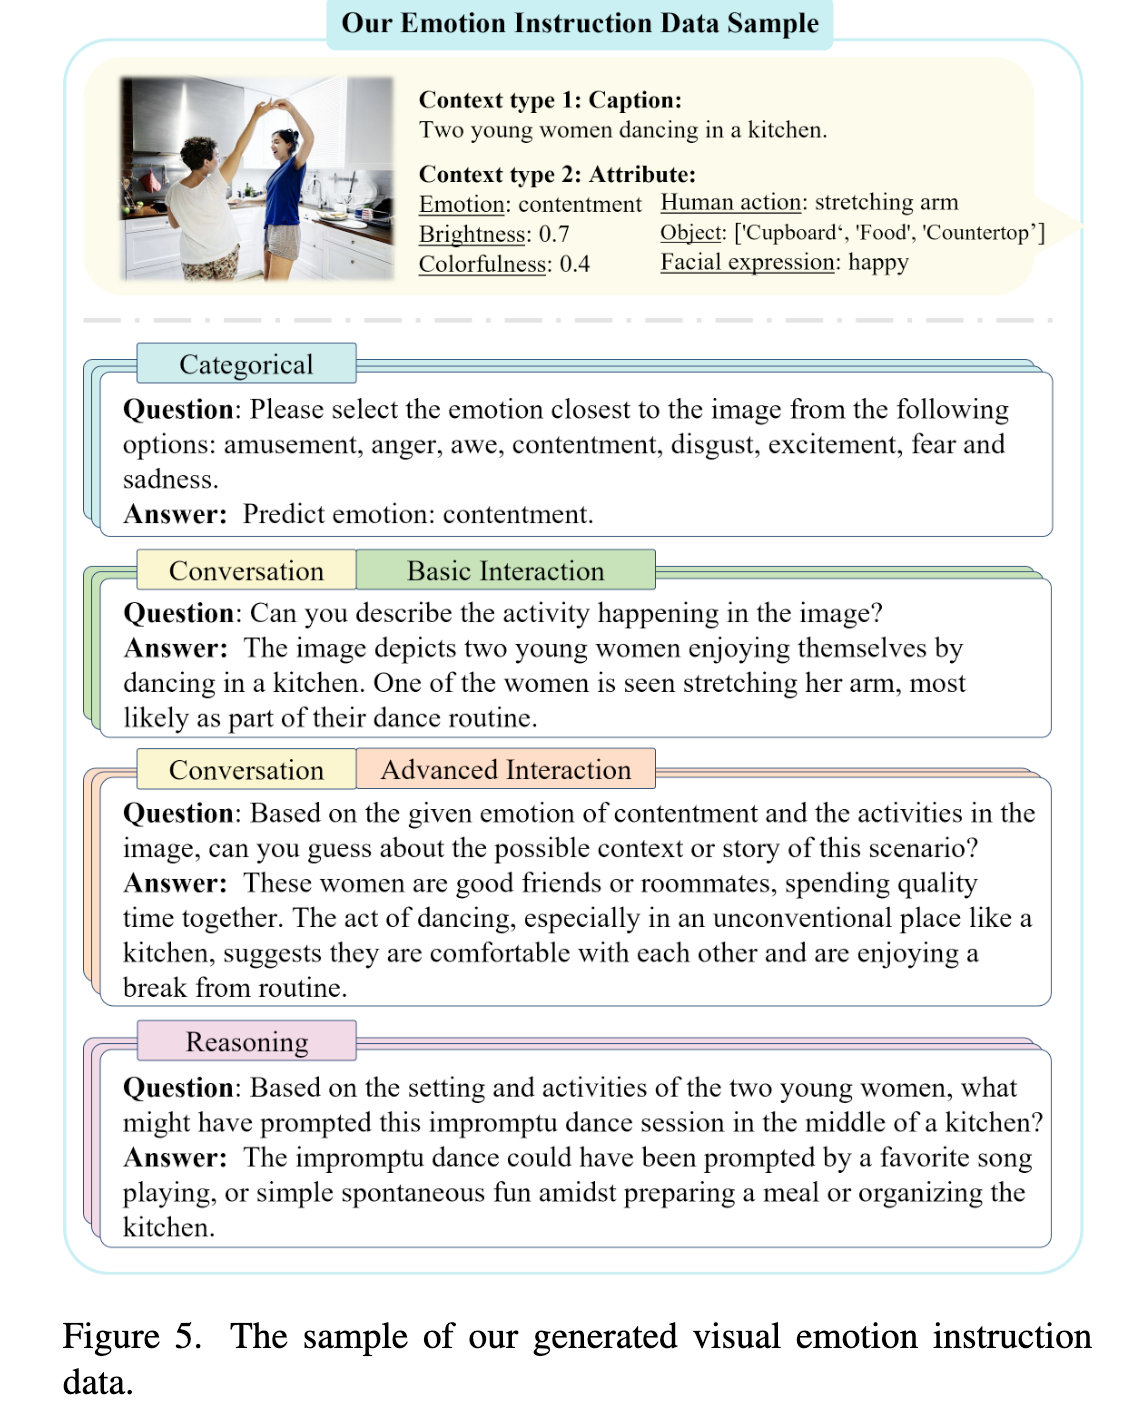 Our Emotion Instruction Data Sample
Context type 1: Caption:
Two young women dancing in a kitchen.
Context type 2: Attribute:
Emotion: contentment
Brightness: 0.7
Colorfulness: 0.4
Human action: stretching arm
Object: ['Cupboard‘, 'Food', 'Countertop’]
Facial expression: happy
Categorical
Question: Please select the emotion closest to the image from the following
options: amusement, anger, awe, contentment, disgust, excitement, fear and
sadness.
Answer: Predict emotion: contentment.
Conversation
Basic Interaction
Question: Can you describe the activity happening in the image?
Answer: The image depicts two young women enjoying themselves by
dancing in a kitchen. One of the women is seen stretching her arm, most
likely as part of their dance routine.
Conversation
Advanced Interaction
Question: Based on the given emotion of contentment and the activities in the
image, can you guess about the possible context or story of this scenario?
Answer: These women are good friends or roommates, spending quality
time together. The act of dancing, especially in an unconventional place like a
kitchen, suggests they are comfortable with each other and are enjoying a
break from routine.
Reasoning
Question: Based on the setting and activities of the two young women, what
might have prompted this impromptu dance session in the middle of a kitchen?
Answer: The impromptu dance could have been prompted by a favorite song
playing, or simple spontaneous fun amidst preparing a meal or organizing the
kitchen.
Figure 5. The sample of our generated visual emotion instruction
data.